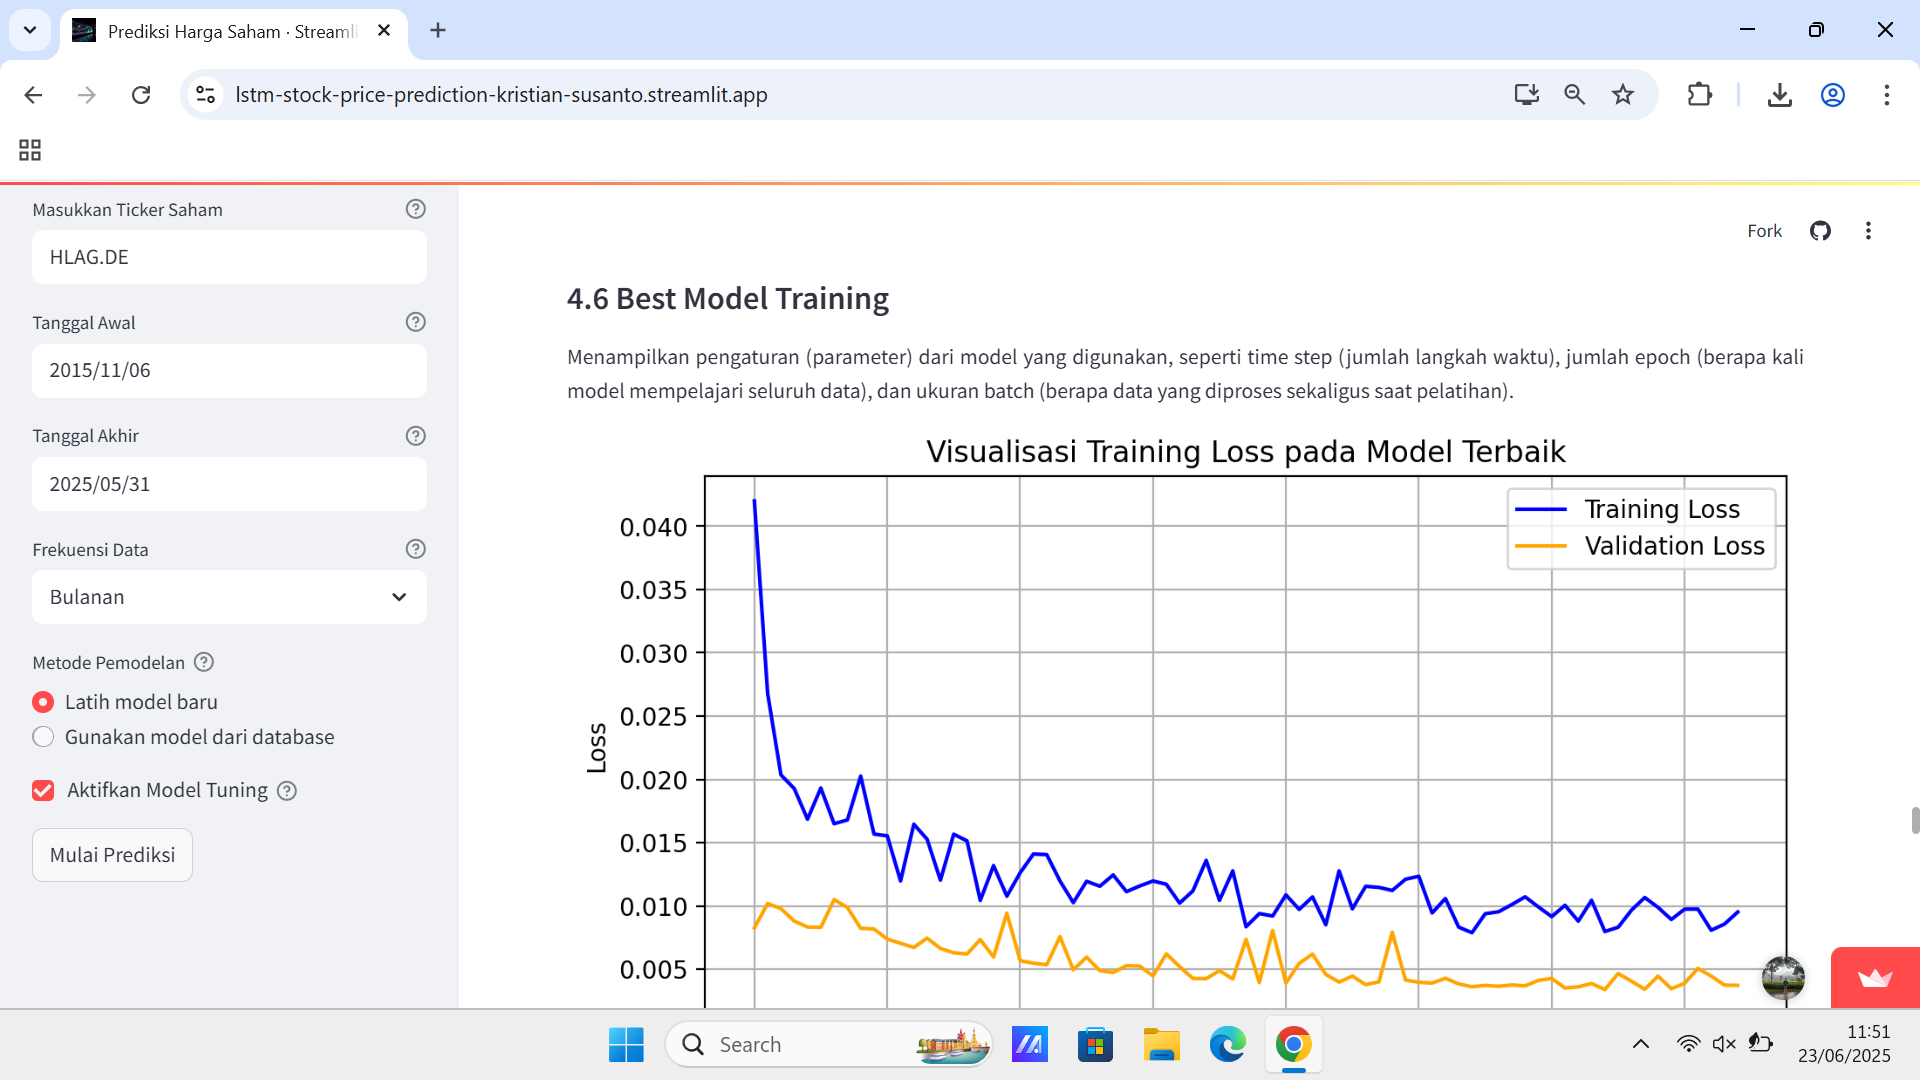 Prediksi Harga Saham · Streamli
lstm-stock-price-prediction-kristian-susanto.streamlit.app
Masukkan Ticker Saham
HLAG.DE
Tanggal Awal
2015/11/06
Tanggal Akhir
2025/05/31
Frekuensi Data
Bulanan
Metode Pemodelan
Latih model baru
Gunakan model dari database
Aktifkan Model Tuning
Mulai Prediksi
Fork
4.6 Best Model Training
Menampilkan pengaturan (parameter) dari model yang digunakan, seperti time step (jumlah langkah waktu), jumlah epoch (berapa kali
model mempelajari seluruh data), dan ukuran batch (berapa data yang diproses sekaligus saat pelatihan).
Visualisasi Training Loss pada Model Terbaik
Training Loss
Validation Loss
0.040
0.035
0.030
0.025
0.020
0.015
0.010
0.005
Loss
Search
11:51
23/06/2025